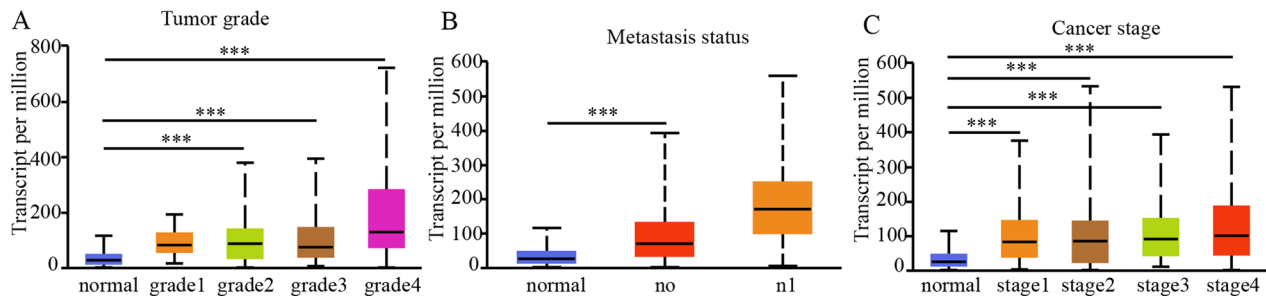 A
Tumor grade
Transcript per million
800
600
400
200
0
***
***
***
normal
grade1
grade2
grade3
grade4
B
Metastasis status
Transcript per million
600
500
400
300
200
100
0
***
normal
no
n1
C
Cancer stage
Transcript per million
600
500
400
300
200
100
0
***
***
***
***
normal
stage1
stage2
stage3
stage4